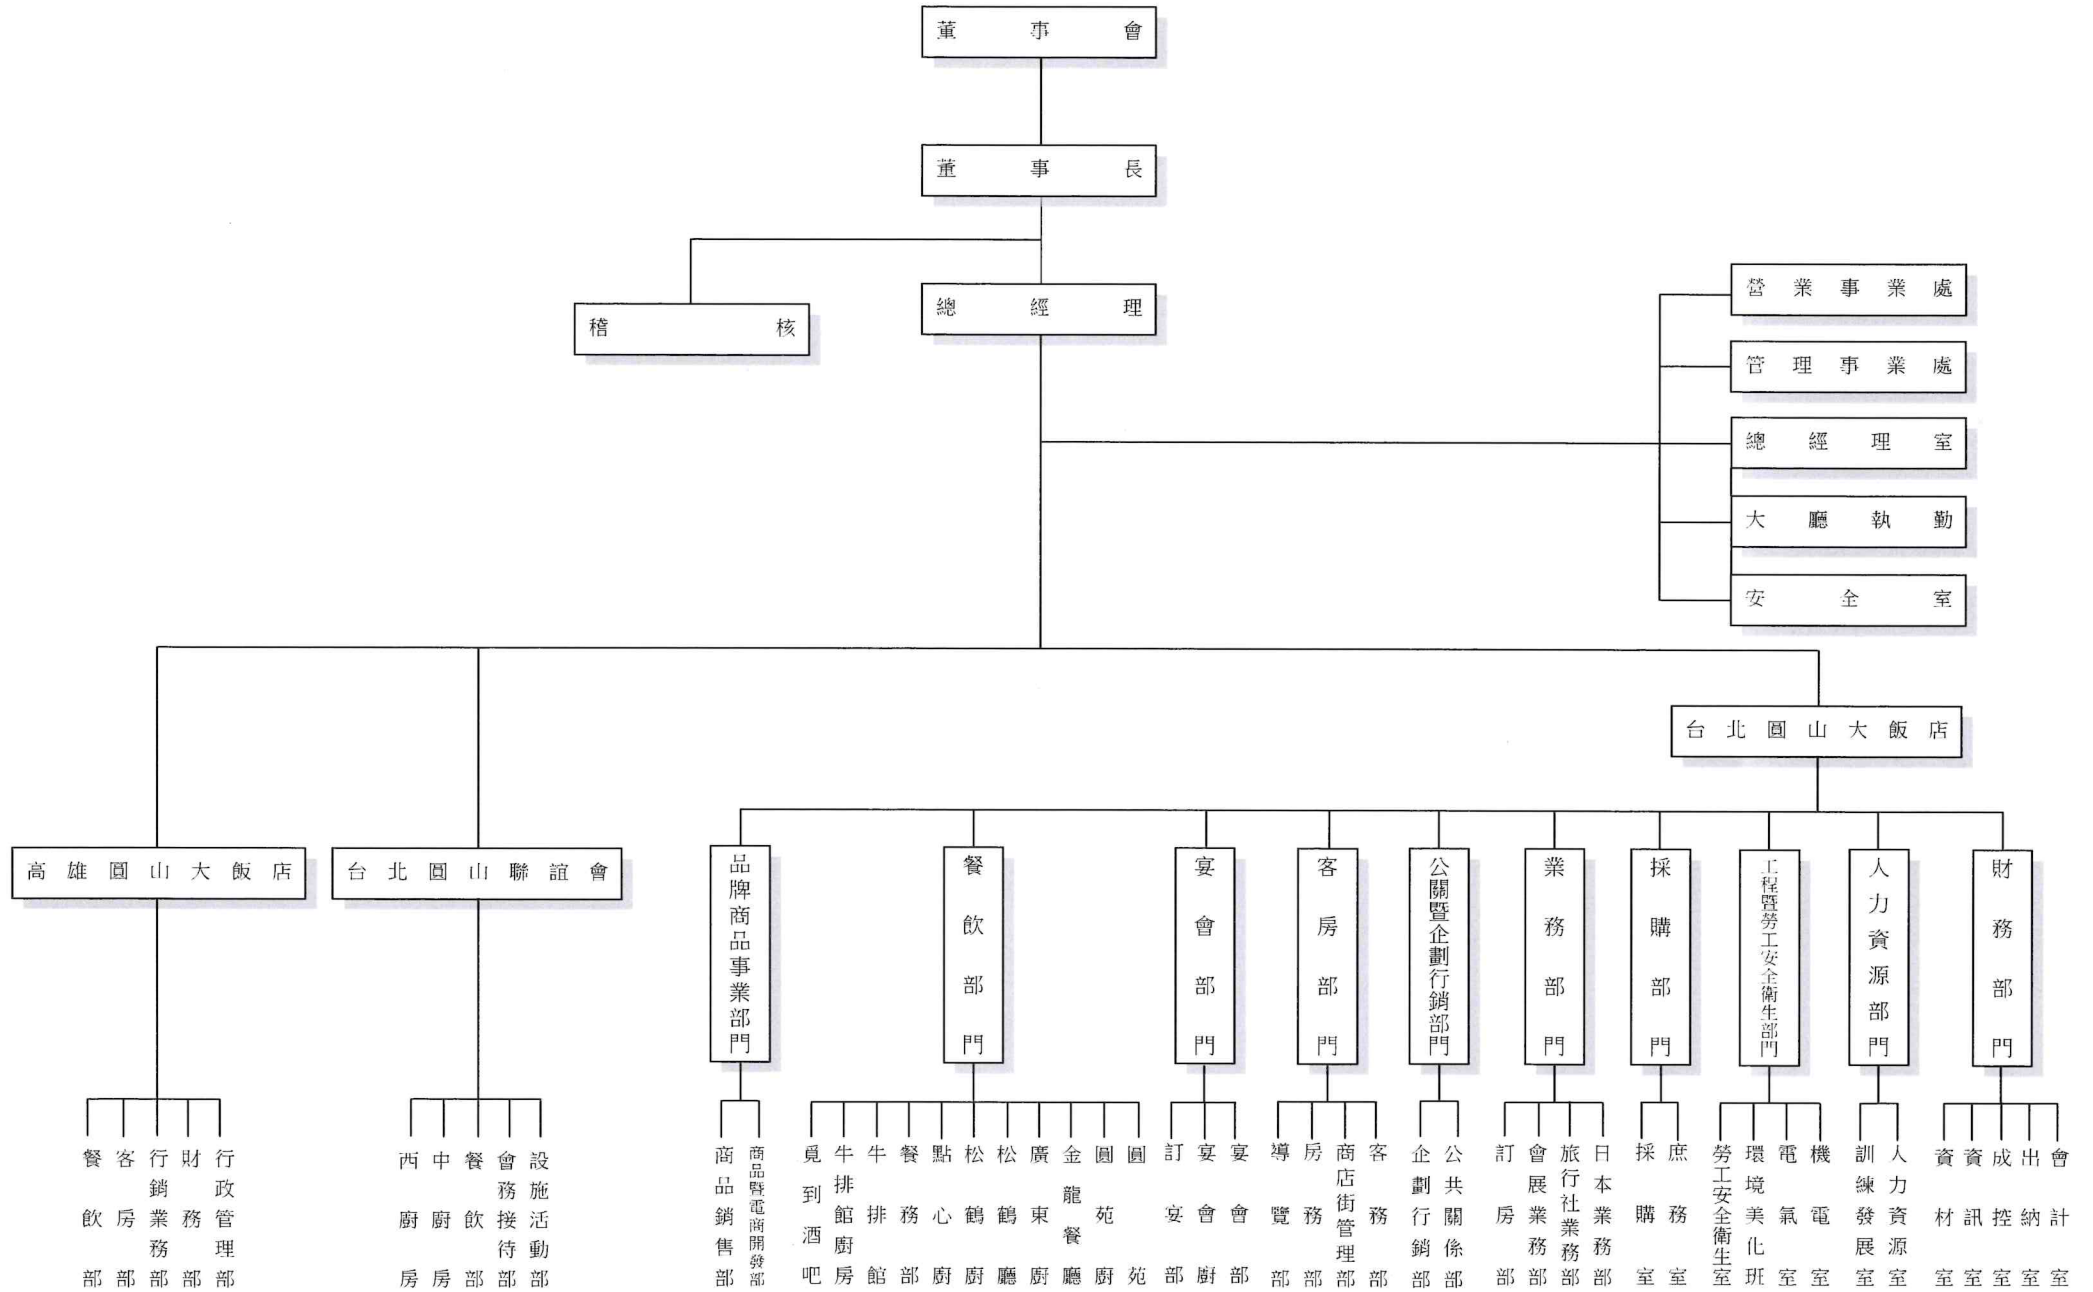 董事會
董事長
總經理
稽核
營業事業處
管理事業處
總經理室
大廳執勤
安全室
台北圓山大飯店
高雄圓山大飯店
台北圓山聯誼會
品牌商品事業部門
餐飲部門
宴會部門
客房部門
公關暨企劃行銷部門
業務部門
採購部門
工程暨勞工安全衛生部門
人力資源部門
財務部門
餐飲部
客房部
行銷業務部
財務部
行政管理部
西廚房
中廚房
餐飲部
會務接待部
設施活動部
商品銷售部
商品暨電商開發部
覓到酒吧
牛排館廚房
牛排館
餐務部
點心廚
松鶴廚
松鶴廳
廣東廚
金龍餐廳
圓苑廚
圓苑
訂宴部
宴會廚
宴會部
導覽部
房務部
商店街管理部
客務部
企劃行銷部
公共關係部
訂房部
會展業務部
旅行社業務部
日本業務部
採購室
庶務室
勞工安全衛生室
環境美化班
電氣室
機電室
訓練發展室
人力資源室
資材室
資訊室
成控室
出納室
會計室